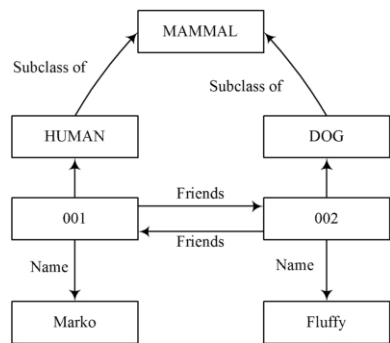 MAMMAL
Subclass of
Subclass of
HUMAN
DOG
Friends
001
002
Friends
Name
Name
Marko
Fluffy